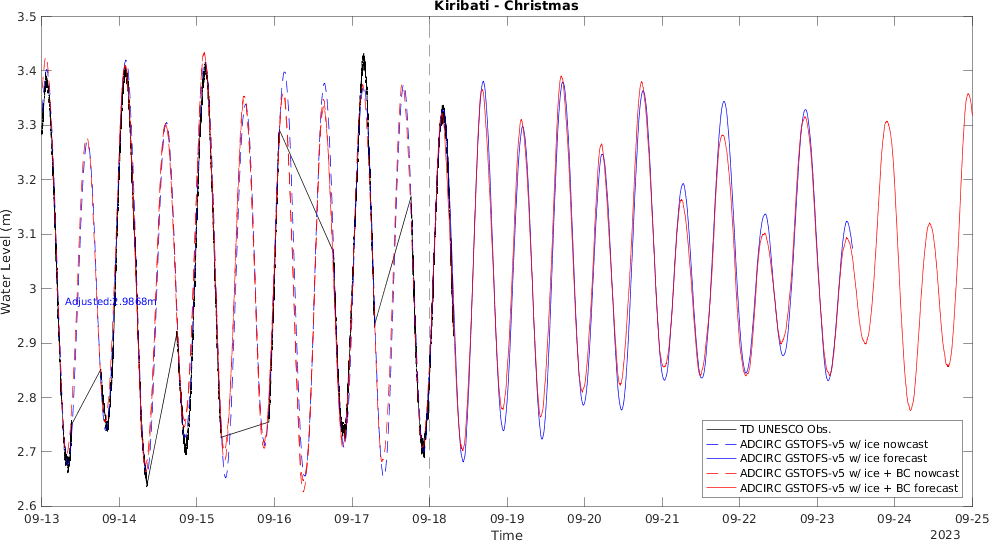 Kiribati - Christmas
3.5
3.4
3.3
3.2
3.1
3
2.9
2.8
2.7
2.6
Water Level (m)
Adjusted:2.9868m
TD UNESCO Obs.
ADCIRC GSTOFS-v5 w/ ice nowcast
ADCIRC GSTOFS-v5 w/ ice forecast
ADCIRC GSTOFS-v5 w/ ice + BC nowcast
ADCIRC GSTOFS-v5 w/ ice + BC forecast
09-13 09-14 09-15 09-16 09-17 09-18 09-19 09-20 09-21 09-22 09-23 09-24 09-25
Time
2023